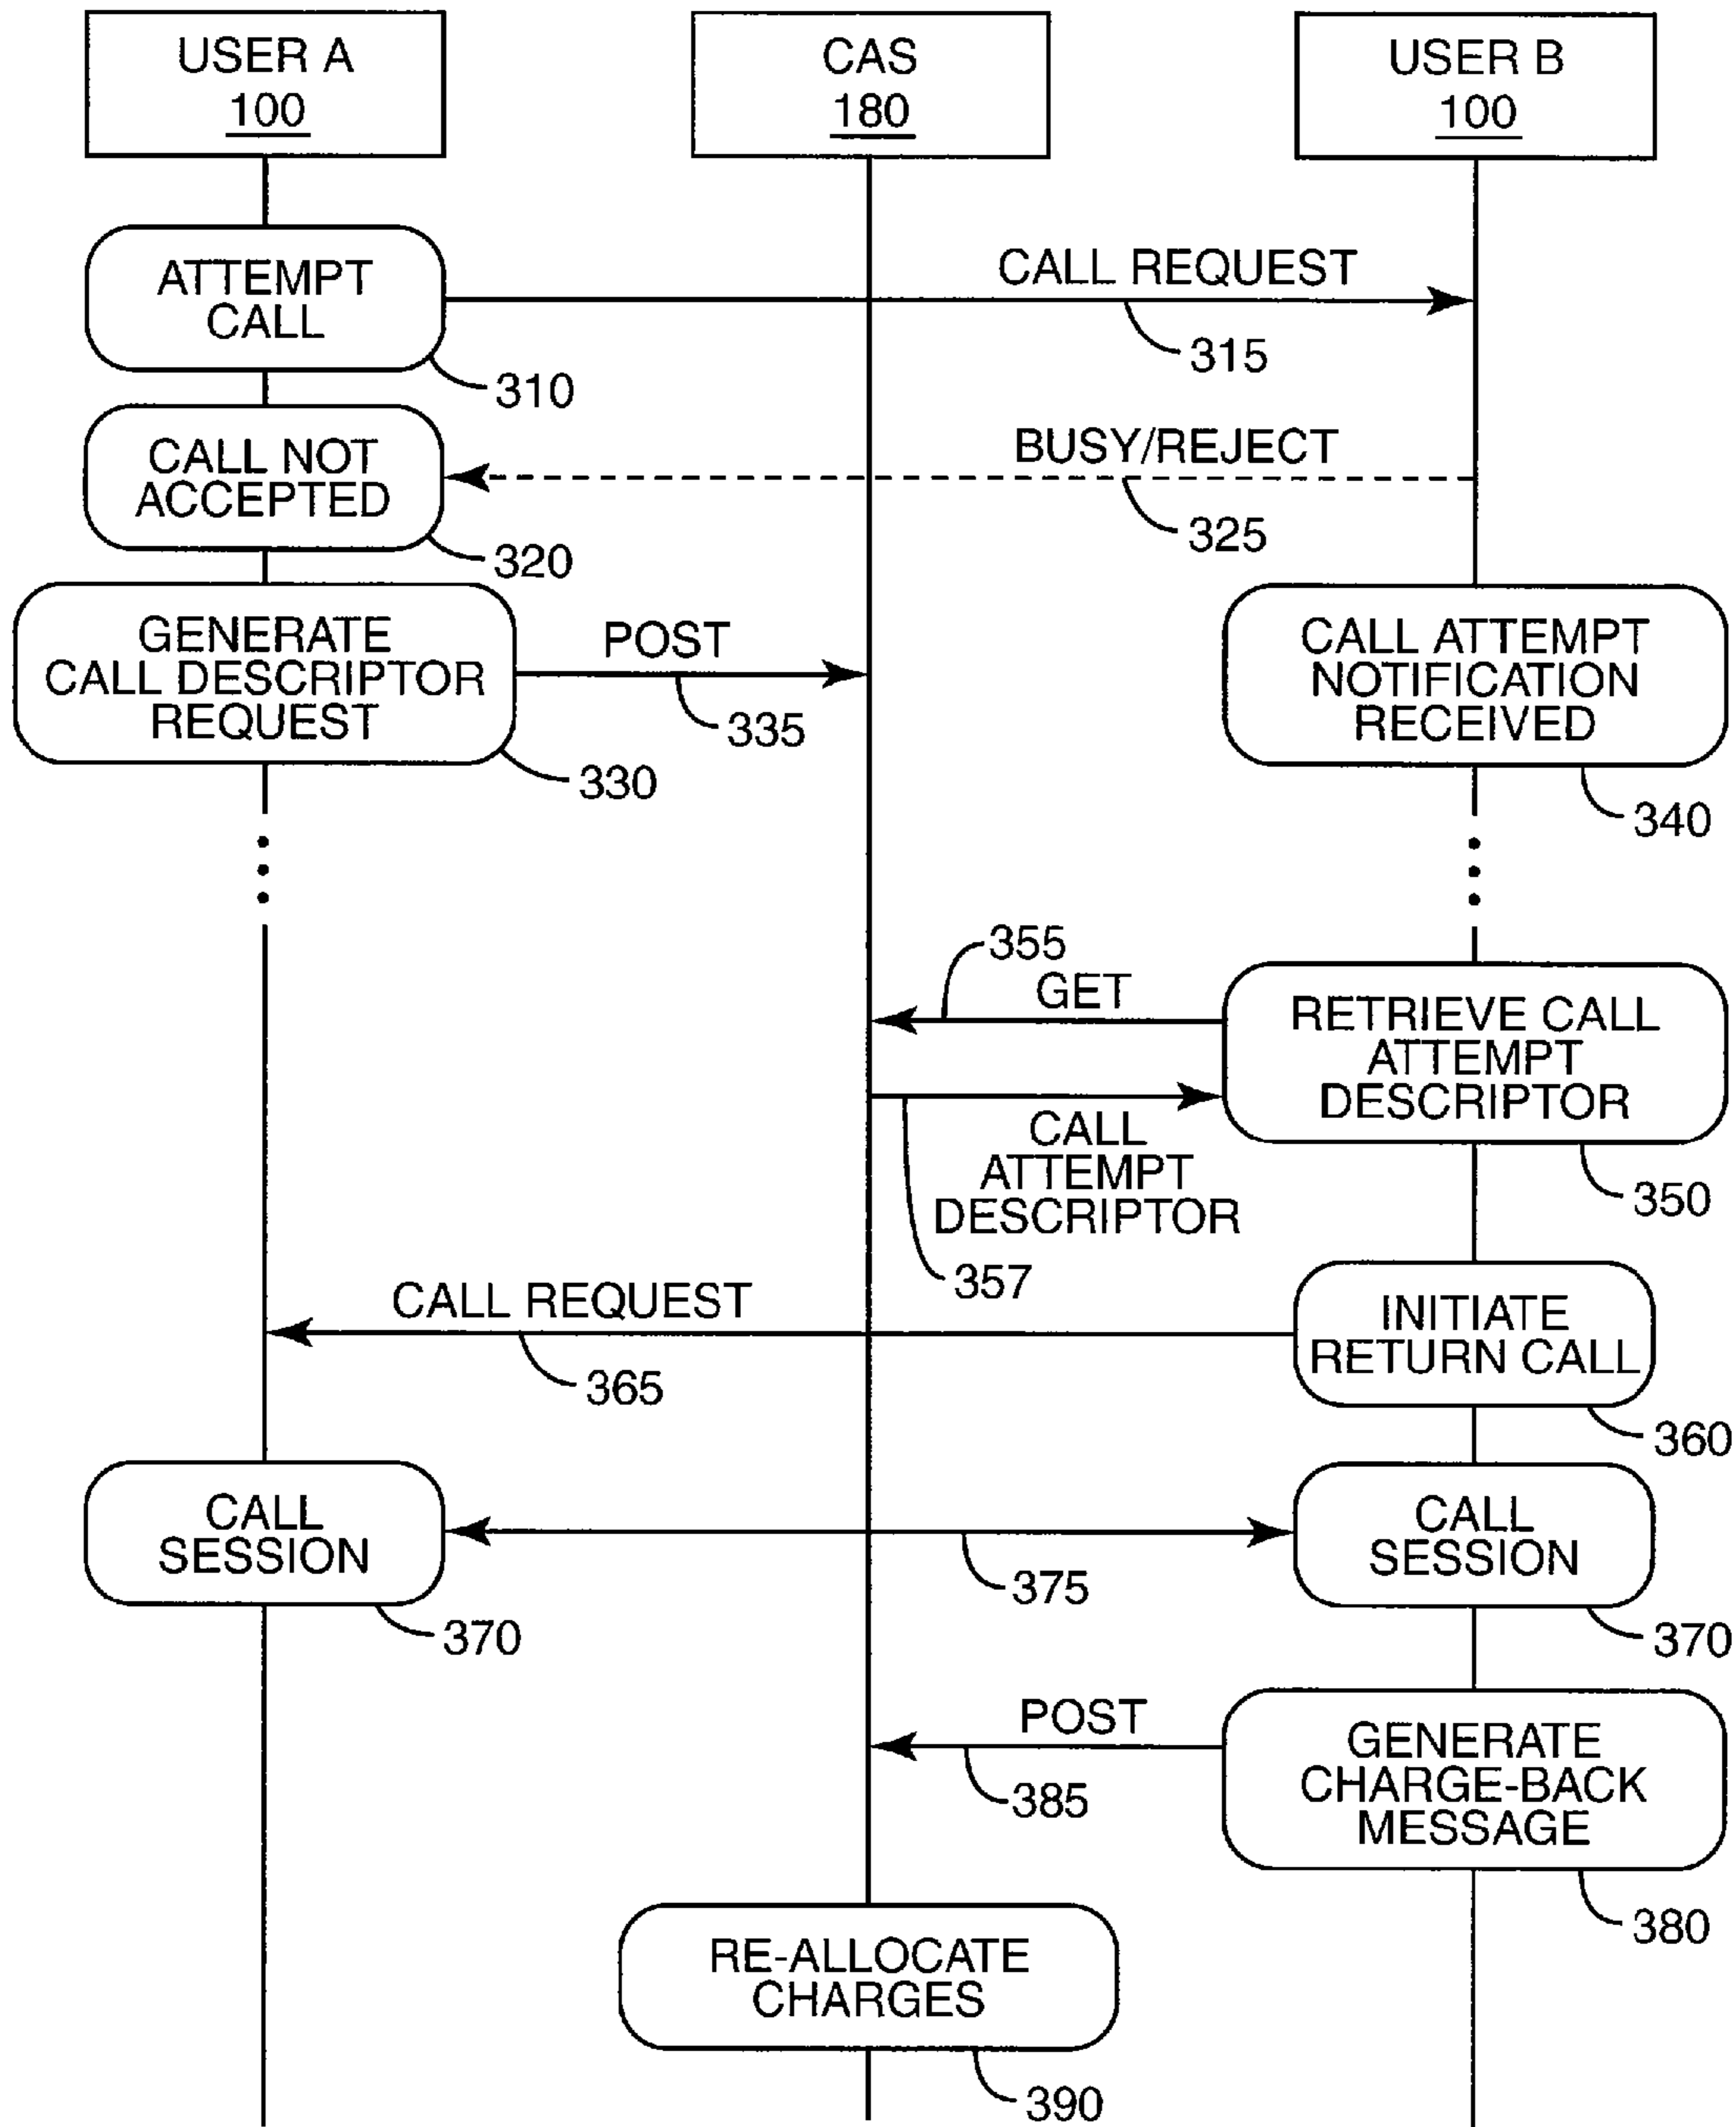 USER A
100
CAS
180
USER B
100
ATTEMPT
CALL
310
CALL REQUEST
315
CALL NOT
ACCEPTED
320
BUSY/REJECT
325
GENERATE
CALL DESCRIPTOR
REQUEST
330
POST
335
CALL ATTEMPT
NOTIFICATION
RECEIVED
340
355
GET
RETRIEVE CALL
ATTEMPT
DESCRIPTOR
350
CALL
ATTEMPT
DESCRIPTOR
357
CALL REQUEST
365
INITIATE
RETURN CALL
360
CALL
SESSION
370
375
CALL
SESSION
370
POST
385
GENERATE
CHARGE-BACK
MESSAGE
380
RE-ALLOCATE
CHARGES
390